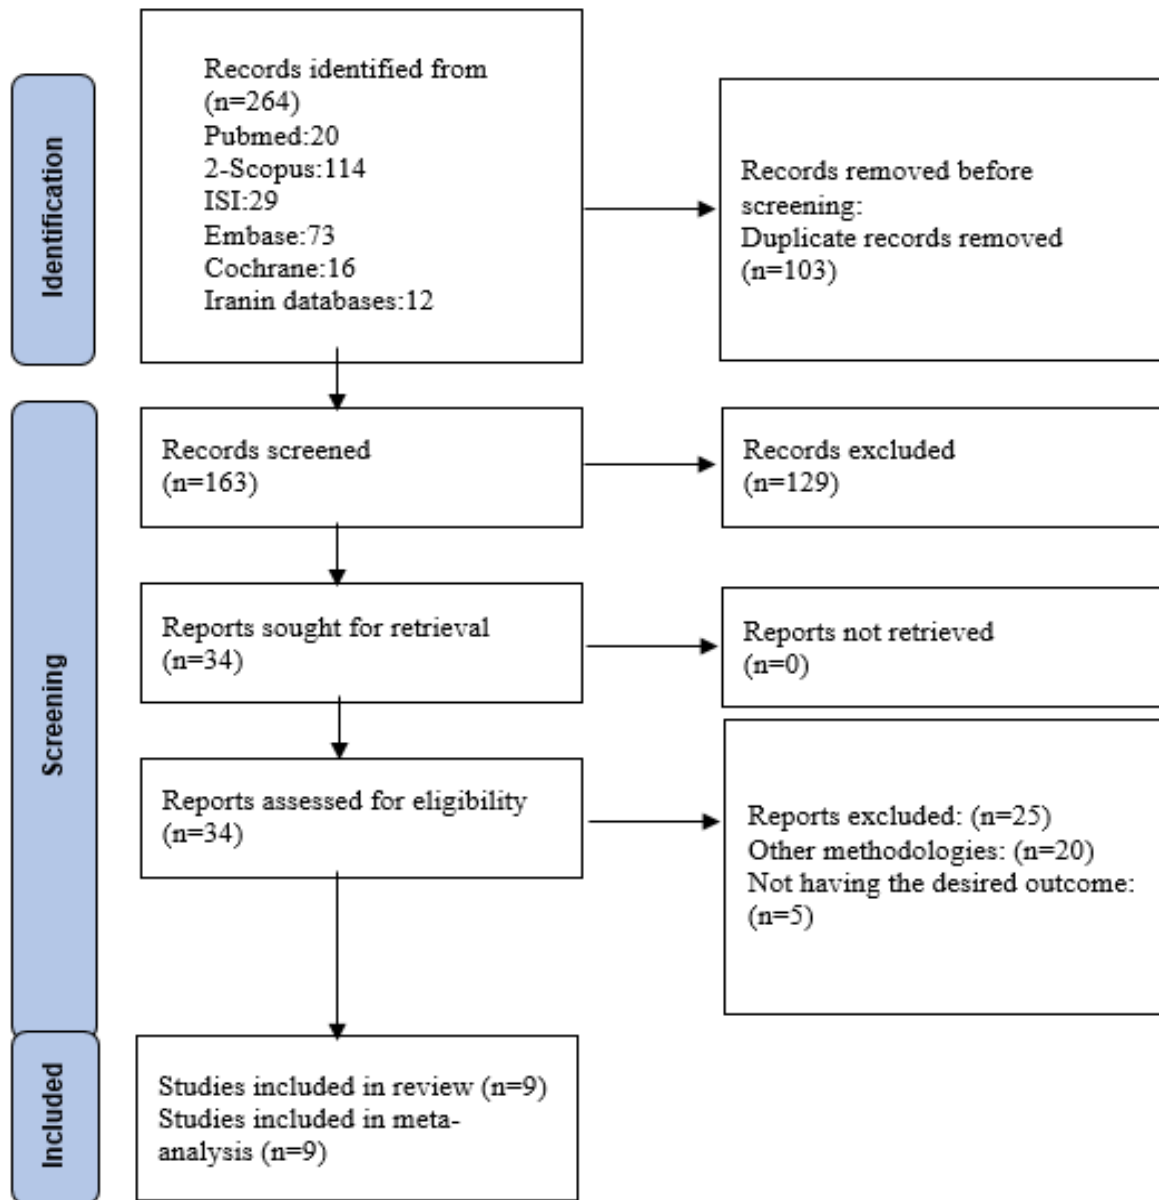 Identification
Records identified from
(n=264)
Pubmed:20
2-Scopus:114
ISI:29
Embase:73
Cochrane:16
Iranin databases:12
Records removed before
screening:
Duplicate records removed
(n=103)
Screening
Records screened
(n=163)
Records excluded
(n=129)
Reports sought for retrieval
(n=34)
Reports not retrieved
(n=0)
Reports assessed for eligibility
(n=34)
Reports excluded: (n=25)
Other methodologies: (n=20)
Not having the desired outcome:
(n=5)
Included
Studies included in review (n=9)
Studies included in meta-
analysis (n=9)